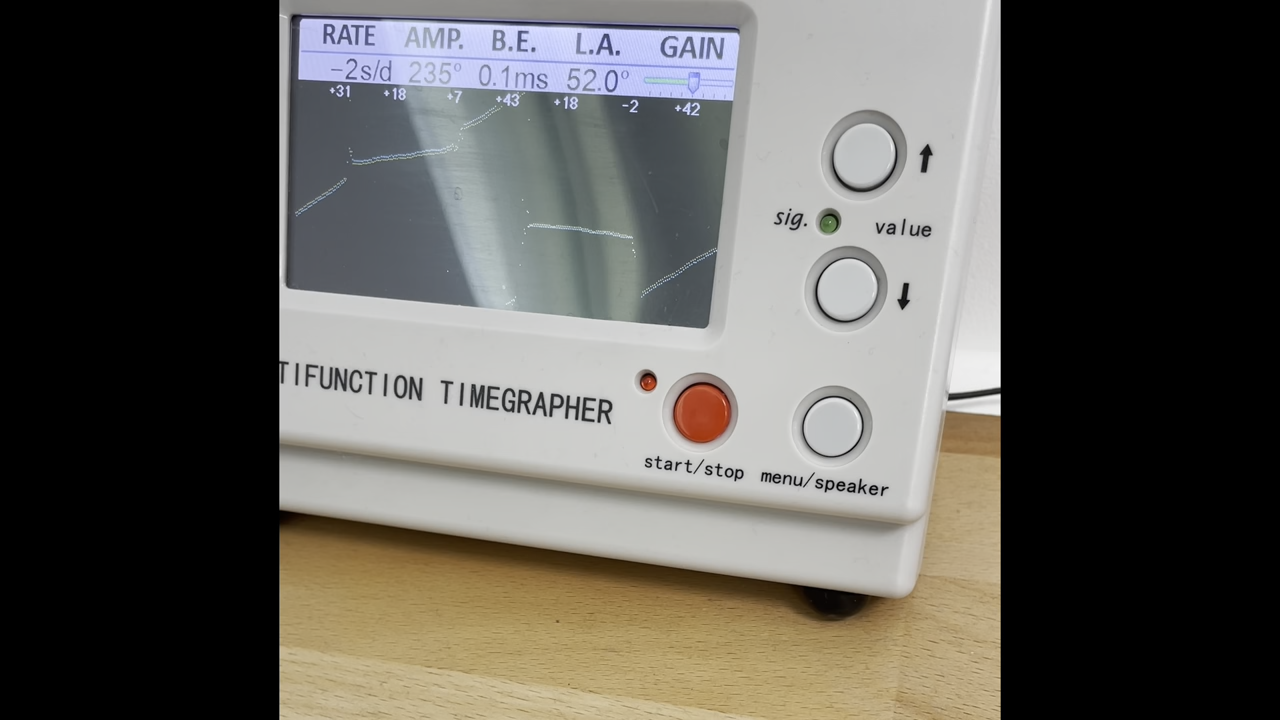 RATE AMP. B.E. L.A. GAIN
−2s/d 235° 0.1ms 52.0°
+31 +18 +7 +43 +18 -2 +42
sig. value
TIFUNCTION TIMEGRAPHER
start/stop menu/speaker